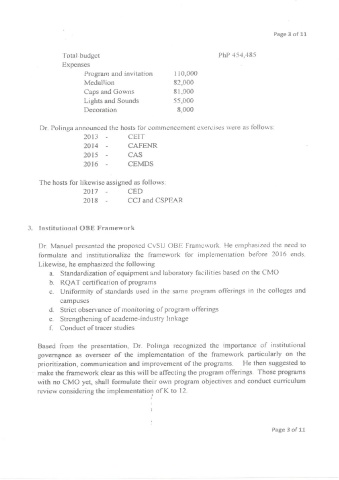 Page 3 of 11
Total budget PhP 454,485
Expenses
Program and invitation 110,000
Medallion 82,000
Caps and Gowns 81,000
Lights and Sounds 55,000
Decoration 8,000
Dr. Polinga announced the hosts for commencement exercises were as follows:
2013 - CEIT
2014 - CAFENR
2015 - CAS
2016 - CEMDS
The hosts for likewise assigned as follows:
2017 - CED
2018 - CCJ and CSPEAR
3. Institutional OBE Framework
Dr. Manuel presented the proposed CvSU OBE Framework. He emphasized the need to
formulate and institutionalize the framework for implementation before 2016 ends.
Likewise, he emphasized the following
a. Standardization of equipment and laboratory facilities based on the CMO
b. RQAT certification of programs
c. Uniformity of standards used in the same program offerings in the colleges and
campuses
d. Strict observance of monitoring of program offerings
e. Strengthening of academe-industry linkage
f. Conduct of tracer studies
Based from the presentation, Dr. Polinga recognized the importance of institutional
governance as overseer of the implementation of the framework particularly on the
prioritization, communication and improvement of the programs. He then suggested to
make the framework clear as this will be affecting the program offerings. Those programs
with no CMO yet, shall formulate their own program objectives and conduct curriculum
review considering the implementation of K to 12.
Page 3 of 11